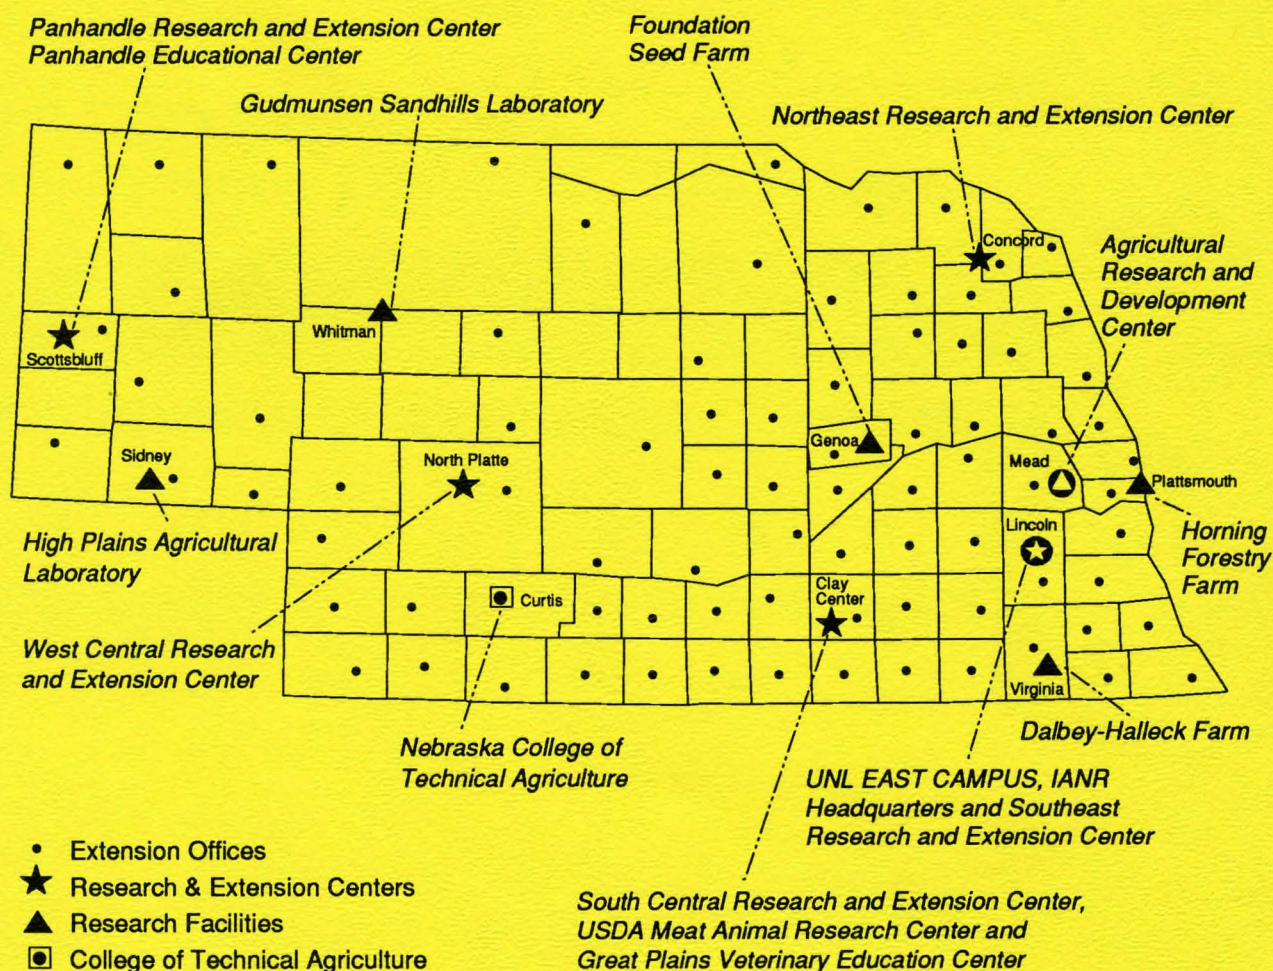 Panhandle Research and Extension Center
Panhandle Educational Center
Foundation
Seed Farm
Gudmunsen Sandhills Laboratory
Northeast Research and Extension Center
Concord
Agricultural
Research and
Development
Center
Whitman
Scottsbluff
Genoa
Sidney
North Platte
Mead
Plattsmouth
Lincoln
High Plains Agricultural
Laboratory
Horning
Forestry
Farm
Clay
Center
Curtis
West Central Research
and Extension Center
Virginia
Dalbey-Halleck Farm
Nebraska College of
Technical Agriculture
UNL EAST CAMPUS, IANR
Headquarters and Southeast
Research and Extension Center
Extension Offices
Research & Extension Centers
Research Facilities
College of Technical Agriculture
South Central Research and Extension Center,
USDA Meat Animal Research Center and
Great Plains Veterinary Education Center